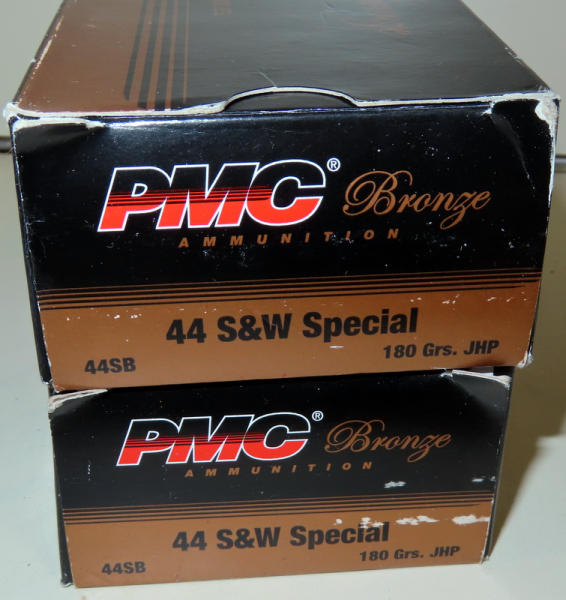 PMC® Bronze
AMMUNITION
44 S&W Special
44SB 180 Grs. JHP
PMC® Bronze
AMMUNITION
44 S&W Special
44SB 180 Grs. JHP